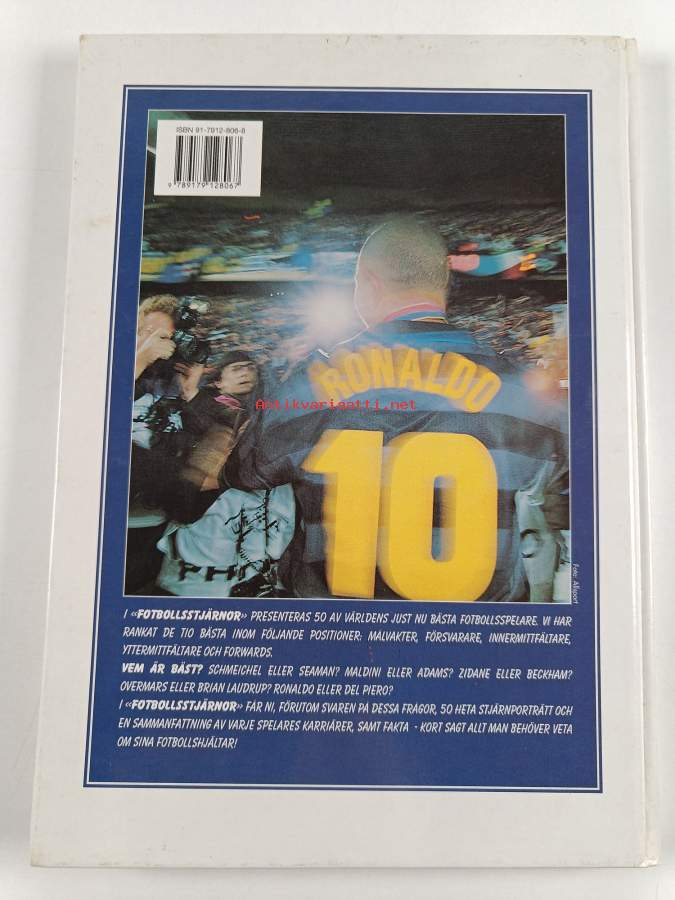 ISBN 91-7912-806-8
9 789179 128067
RONALDO
10
Antikvariaatti.net
Foto: Allsport
I «FOTBOLLSSTJÄRNOR» PRESENTERAS 50 AV VÄRLDENS JUST NU BÄSTA FOTBOLLSSPELARE. VI HAR
RANKAT DE TIO BÄSTA INOM FÖLJANDE POSITIONER: MÅLVAKTER, FÖRSVARARE, INNERMITTFÄLTARE,
YTTERMITTFÄLTARE OCH FORWARDS.
VEM ÄR BÄST? SCHMEICHEL ELLER SEAMAN? MALDINI ELLER ADAMS? ZIDANE ELLER BECKHAM?
OVERMARS ELLER BRIAN LAUDRUP? RONALDO ELLER DEL PIERO?
I «FOTBOLLSSTJÄRNOR» FÅR NI, FÖRUTOM SVAREN PÅ DESSA FRÅGOR, 50 HETA STJÄRNPORTRÄTT OCH
EN SAMMANFATTNING AV VARJE SPELARES KARRIÄRER, SAMT FAKTA - KORT SAGT ALLT MAN BEHÖVER VETA
OM SINA FOTBOLLSHJÄLTAR!